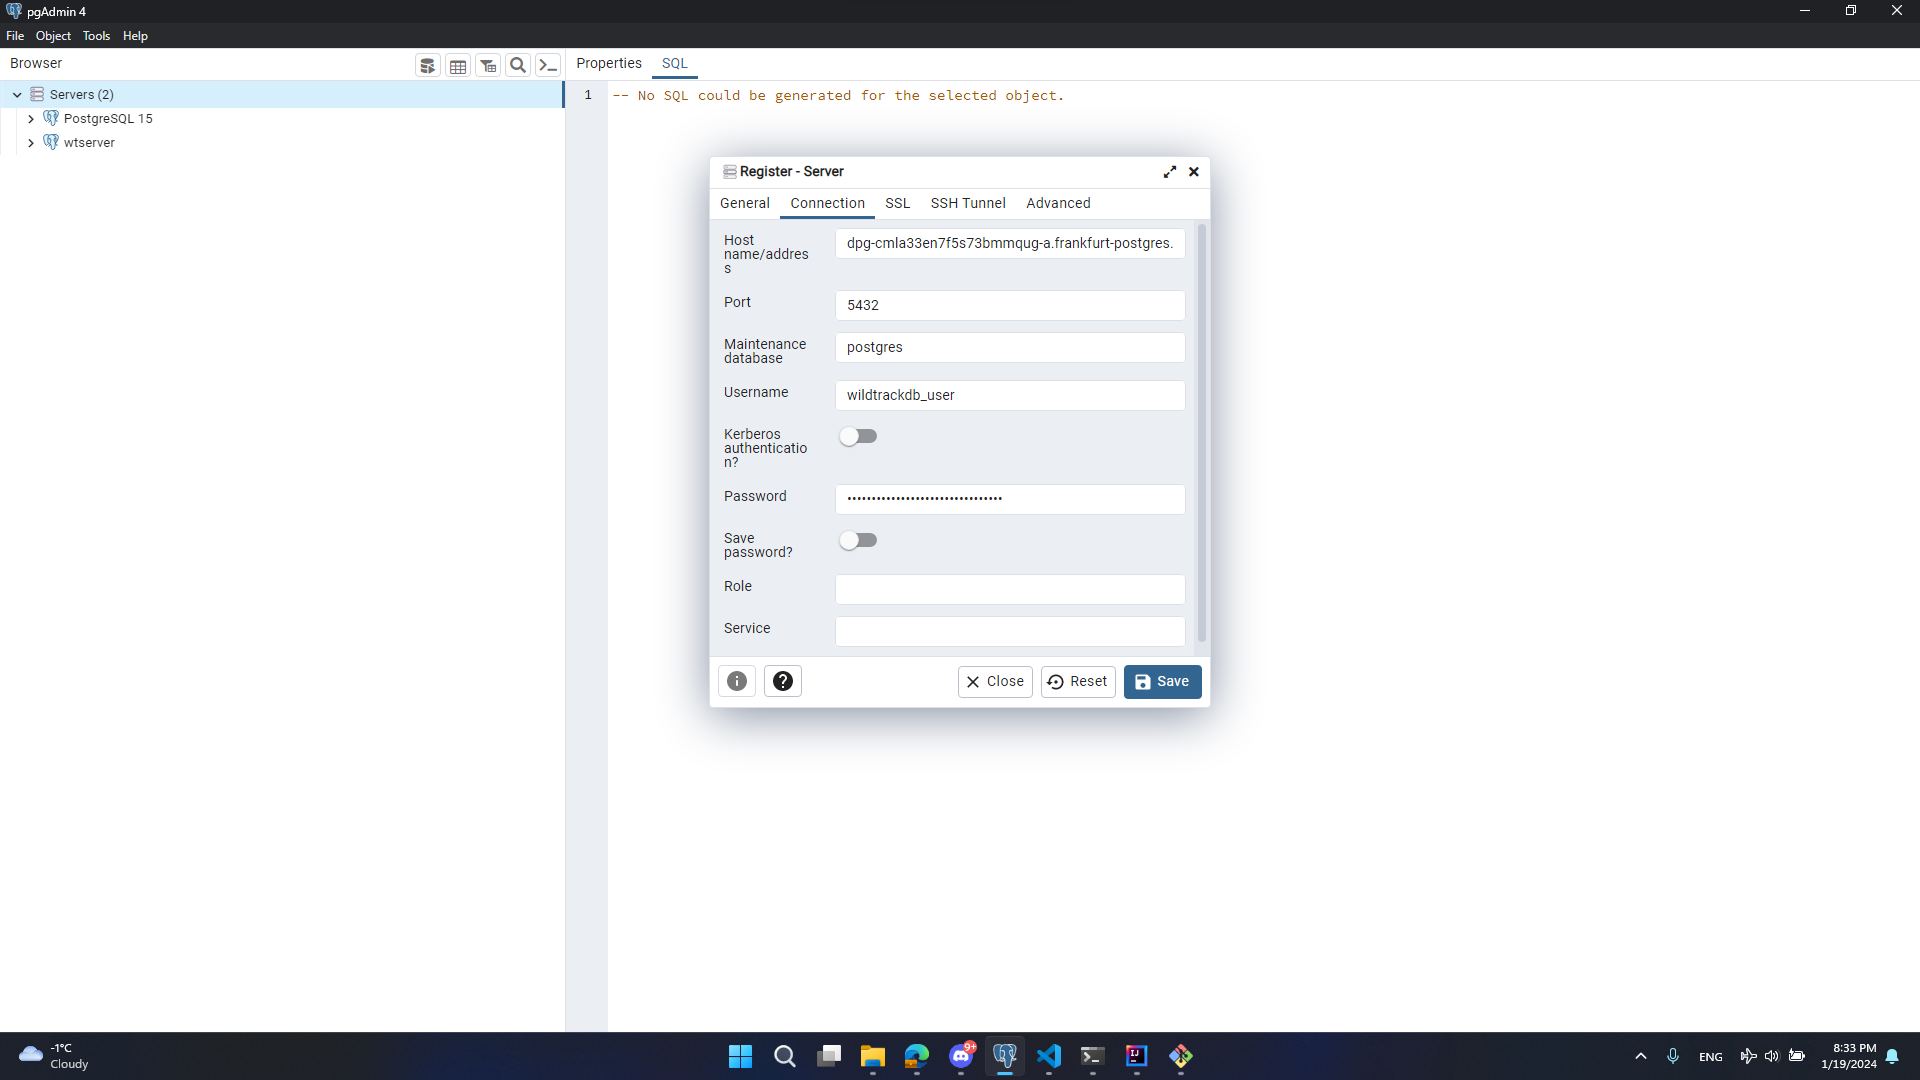 pgAdmin 4
File Object Tools Help
Browser
Properties SQL
Servers (2)
PostgreSQL 15
wtserver
1 -- No SQL could be generated for the selected object.
Register - Server
General Connection SSL SSH Tunnel Advanced
Host
name/addres
s
dpg-cmla33en7f5s73bmmqug-a.frankfurt-postgres.
Port
5432
Maintenance
database
postgres
Username
wildtrackdb_user
Kerberos
authenticatio
n?
Password
••••••••••••••••••••••••••••••••
Save
password?
Role
Service
Close Reset Save
-1°C
Cloudy
9+
ENG
8:33 PM
1/19/2024